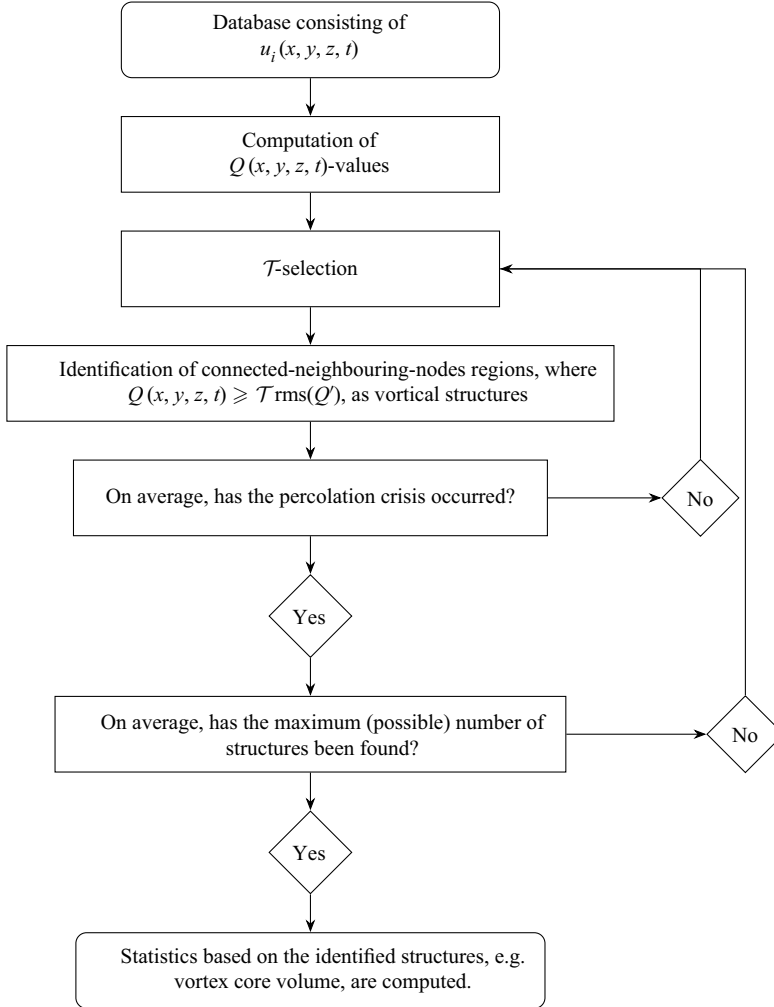 Database consisting of
u_i(x, y, z, t)
Computation of
Q(x, y, z, t)-values
𝒯-selection
Identification of connected-neighbouring-nodes regions, where
Q(x, y, z, t) ⩾ 𝒯 rms(Q′), as vortical structures
On average, has the percolation crisis occurred?
No
Yes
On average, has the maximum (possible) number of
structures been found?
No
Yes
Statistics based on the identified structures, e.g.
vortex core volume, are computed.